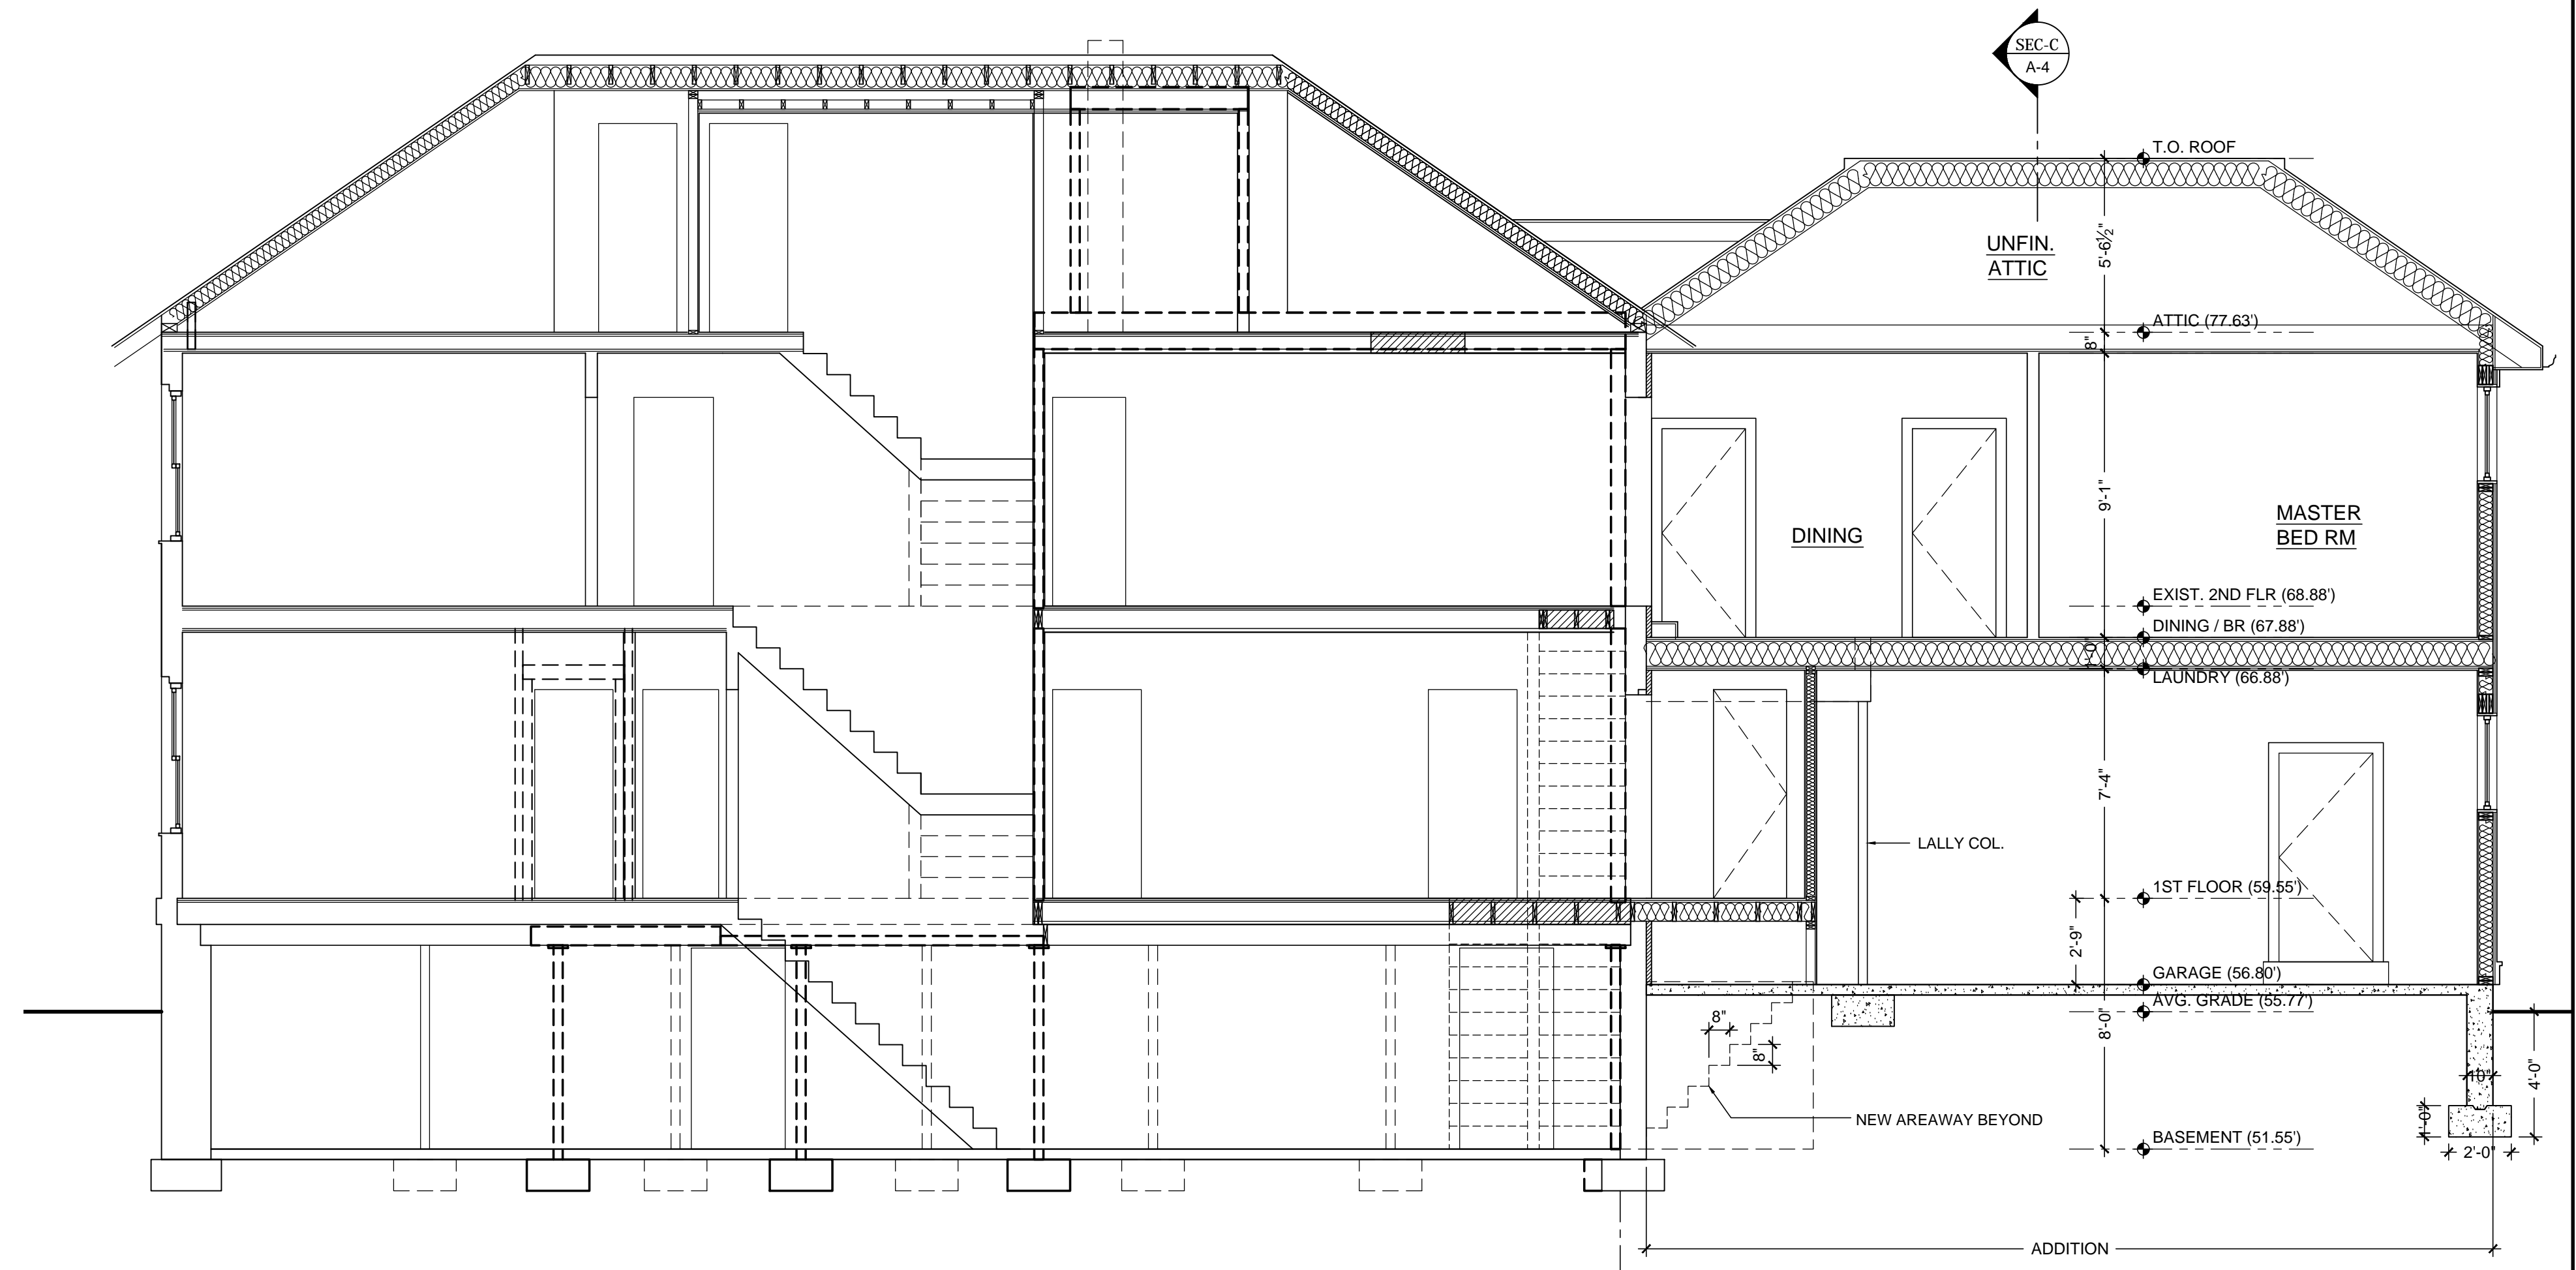 SEC-C
A-4
T.O. ROOF
UNFIN.
ATTIC
5'-6½"
ATTIC (77.63')
8"
9'-1"
DINING
MASTER
BED RM
EXIST. 2ND FLR (68.88')
DINING / BR (67.88')
1'-0"
LAUNDRY (66.88')
7'-4"
LALLY COL.
1ST FLOOR (59.55')
2'-9"
GARAGE (56.80')
AVG. GRADE (55.77')
8'-0"
8"
8"
10"
4'-0"
1'-0"
NEW AREAWAY BEYOND
BASEMENT (51.55')
2'-0"
ADDITION